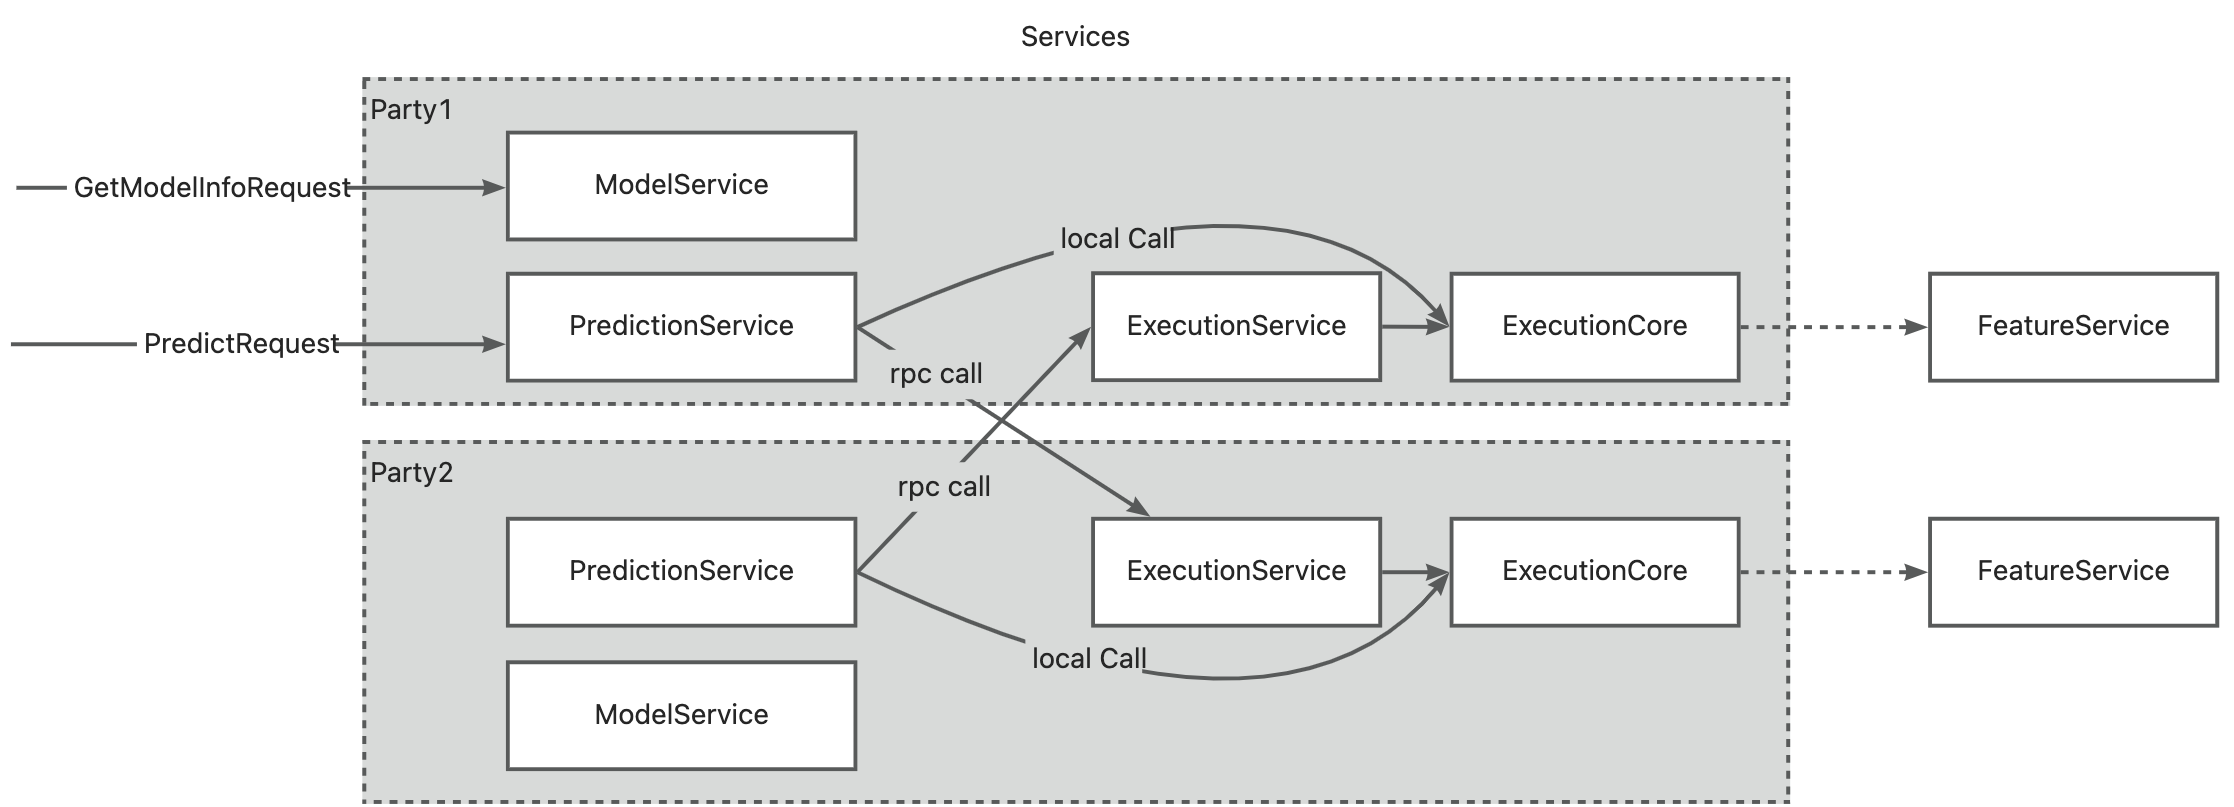 Services
Party1
GetModelInfoRequest
ModelService
local Call
PredictRequest
PredictionService
ExecutionService
ExecutionCore
FeatureService
rpc call
Party2
rpc call
PredictionService
ExecutionService
ExecutionCore
FeatureService
local Call
ModelService